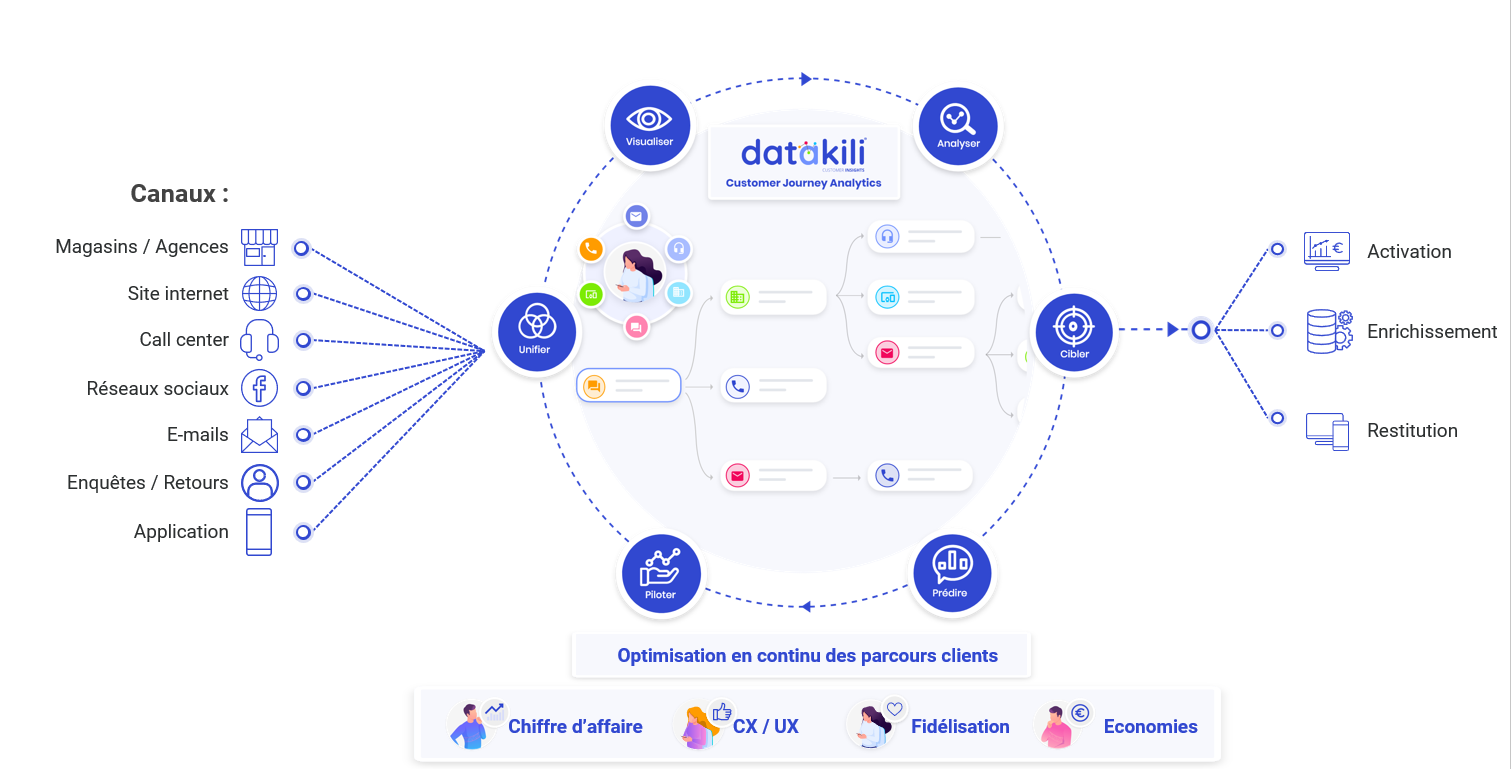 Visualiser
Analyser
datakili
CUSTOMER INSIGHTS
Customer Journey Analytics
Canaux :
Magasins / Agences
Site internet
Call center
Réseaux sociaux
E-mails
Enquêtes / Retours
Application
Unifier
Cibler
Activation
Enrichissement
Restitution
Piloter
Prédire
Optimisation en continu des parcours clients
Chiffre d’affaire
CX / UX
Fidélisation
Economies